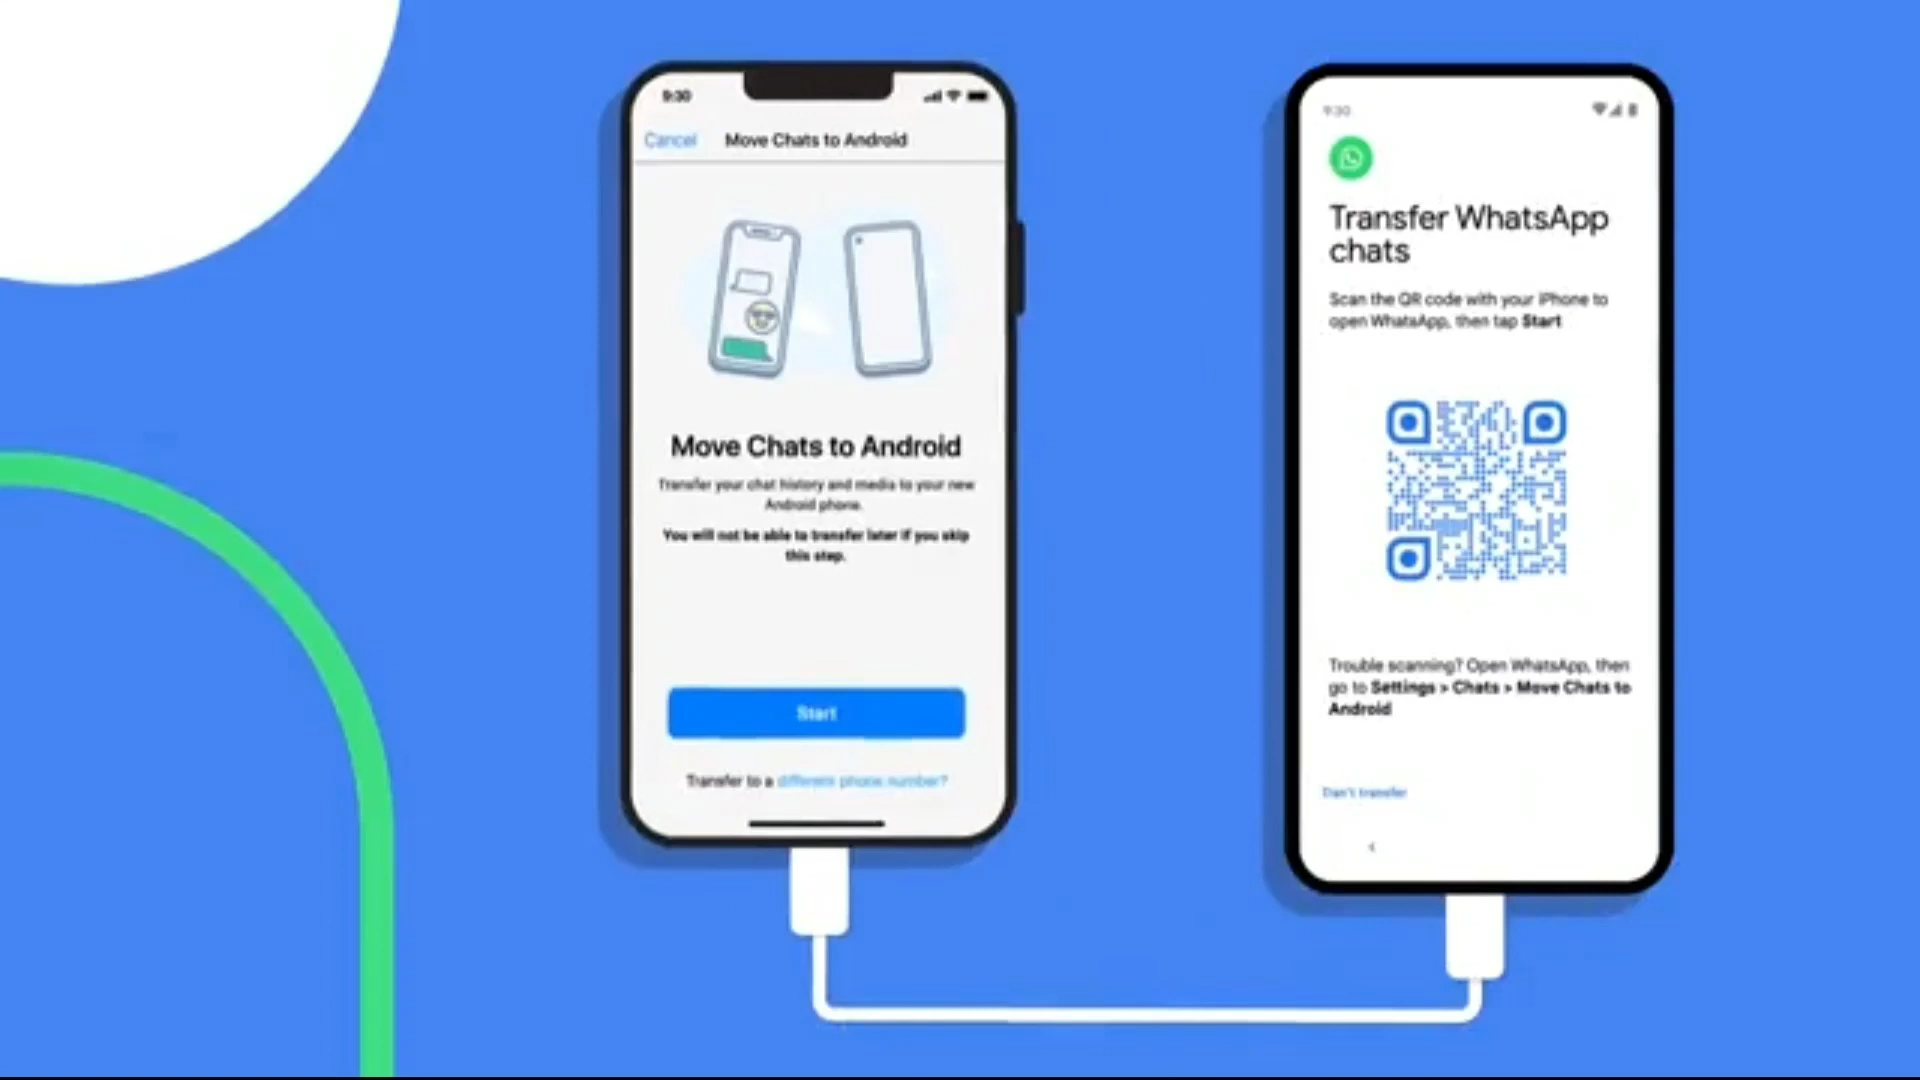 9:30
Cancel
Move Chats to Android
Move Chats to Android
Transfer your chat history and media to your new
Android phone.
You will not be able to transfer later if you skip
this step.
Start
Transfer to a different phone number?
9:30
Transfer WhatsApp
chats
Scan the QR code with your iPhone to
open WhatsApp, then tap Start
Trouble scanning? Open WhatsApp, then
go to Settings > Chats > Move Chats to
Android
Don't transfer